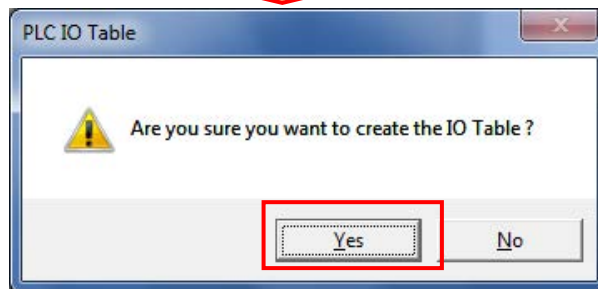 PLC IO Table
Are you sure you want to create the IO Table ?
Yes
No